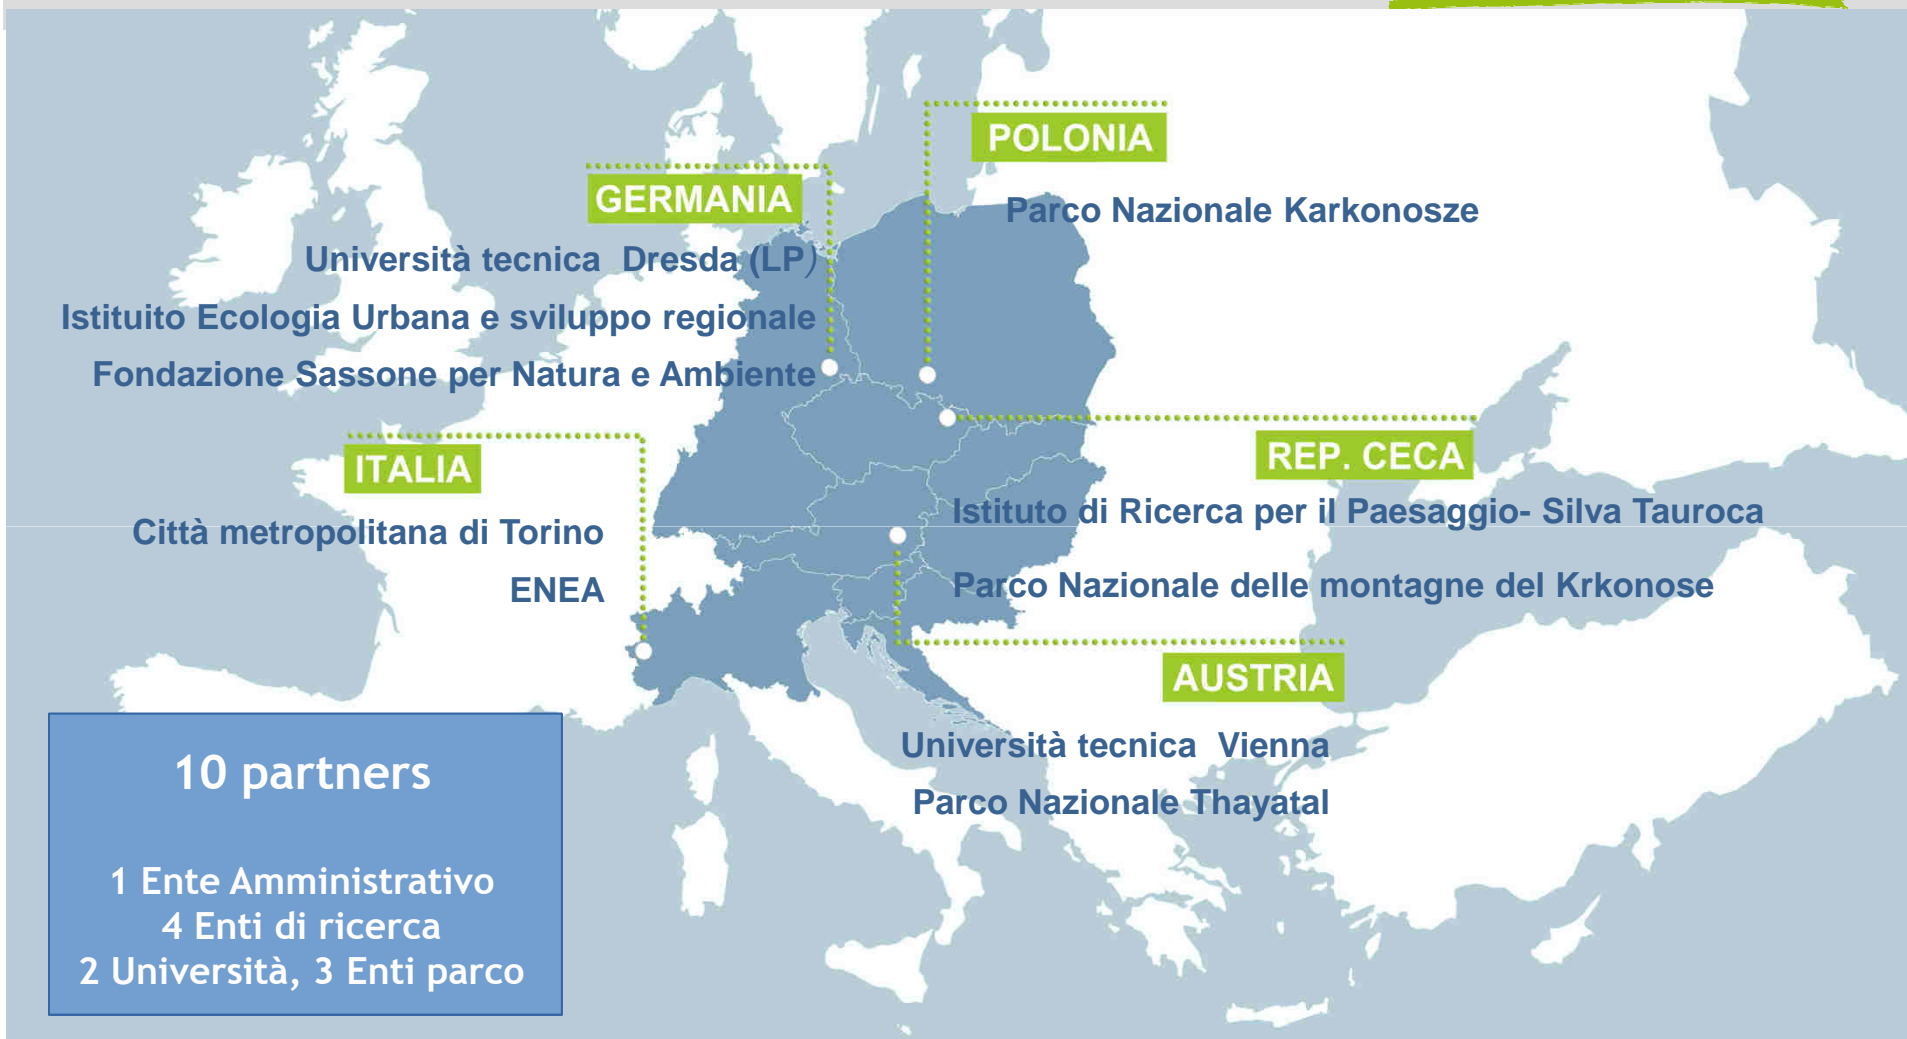 POLONIA
Parco Nazionale Karkonosze
GERMANIA
Università tecnica  Dresda (LP)
Istituito Ecologia Urbana e sviluppo regionale
Fondazione Sassone per Natura e Ambiente
ITALIA
Città metropolitana di Torino
ENEA
REP. CECA
Istituto di Ricerca per il Paesaggio- Silva Tauroca
Parco Nazionale delle montagne del Krkonose
AUSTRIA
Università tecnica  Vienna
Parco Nazionale Thayatal
10 partners
1 Ente Amministrativo
4 Enti di ricerca
2 Università, 3 Enti parco